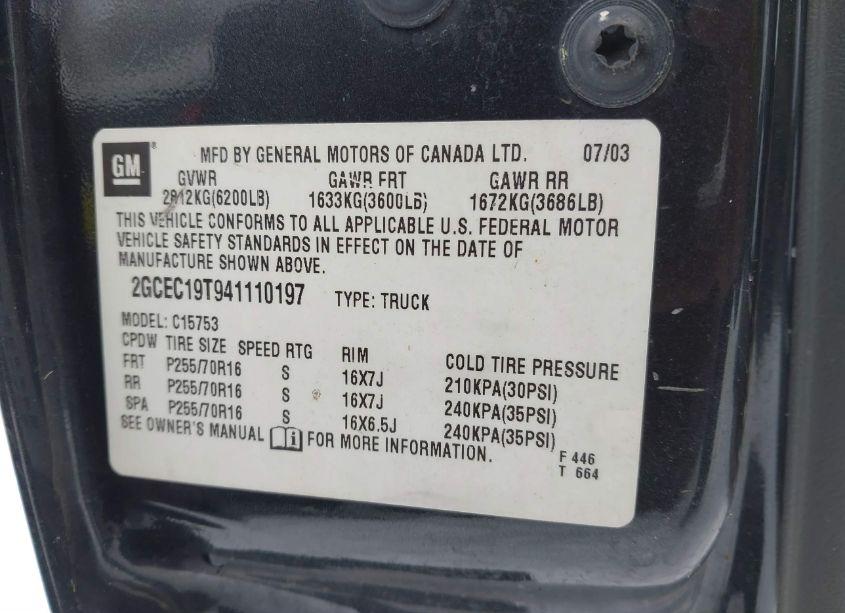 GM
MFD BY GENERAL MOTORS OF CANADA LTD. 07/03
GVWR GAWR FRT GAWR RR
2812KG(6200LB) 1633KG(3600LB) 1672KG(3686LB)
THIS VEHICLE CONFORMS TO ALL APPLICABLE U.S. FEDERAL MOTOR
VEHICLE SAFETY STANDARDS IN EFFECT ON THE DATE OF
MANUFACTURE SHOWN ABOVE.
2GCEC19T941110197 TYPE: TRUCK
MODEL: C15753
CPDW TIRE SIZE SPEED RTG RIM COLD TIRE PRESSURE
FRT P255/70R16 S 16X7J 210KPA(30PSI)
RR P255/70R16 S 16X7J 240KPA(35PSI)
SPA P255/70R16 S 16X6.5J 240KPA(35PSI)
SEE OWNER'S MANUAL i FOR MORE INFORMATION.
F 446
T 664